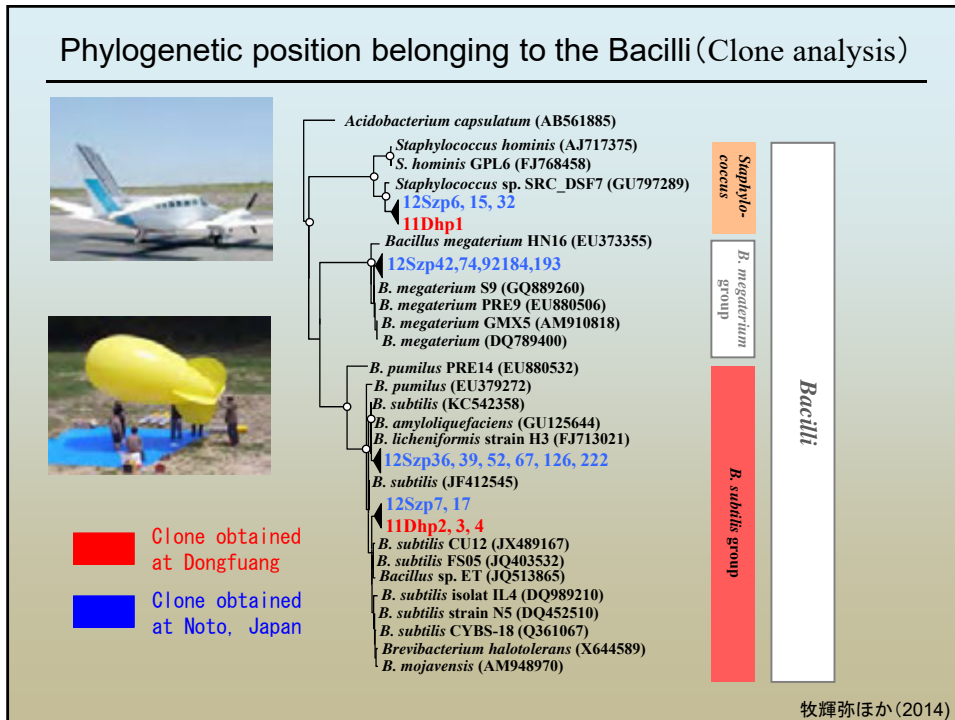 Phylogenetic position belonging to the Bacilli（Clone analysis）
Acidobacterium capsulatum (AB561885)
Staphylococcus hominis (AJ717375)
S. hominis GPL6 (FJ768458)
Staphylococcus sp. SRC_DSF7 (GU797289)
12Szp6, 15, 32
11Dhp1
Bacillus megaterium HN16 (EU373355)
12Szp42,74,92184,193
B. megaterium S9 (GQ889260)
B. megaterium PRE9 (EU880506)
B. megaterium GMX5 (AM910818)
B. megaterium (DQ789400)
B. pumilus PRE14 (EU880532)
B. pumilus (EU379272)
B. subtilis (KC542358)
B. amyloliquefaciens (GU125644)
B. licheniformis strain H3 (FJ713021)
12Szp36, 39, 52, 67, 126, 222
B. subtilis (JF412545)
12Szp7, 17
11Dhp2, 3, 4
B. subtilis CU12 (JX489167)
B. subtilis FS05 (JQ403532)
Bacillus sp. ET (JQ513865)
B. subtilis isolat IL4 (DQ989210)
B. subtilis strain N5 (DQ452510)
B. subtilis CYBS-18 (Q361067)
Brevibacterium halotolerans (X644589)
B. mojavensis (AM948970)
Staphylo-
coccus
B. megaterium
group
B. subtilis group
Bacilli
Clone obtained
at Dongfuang
Clone obtained
at Noto, Japan
牧輝弥ほか（2014）